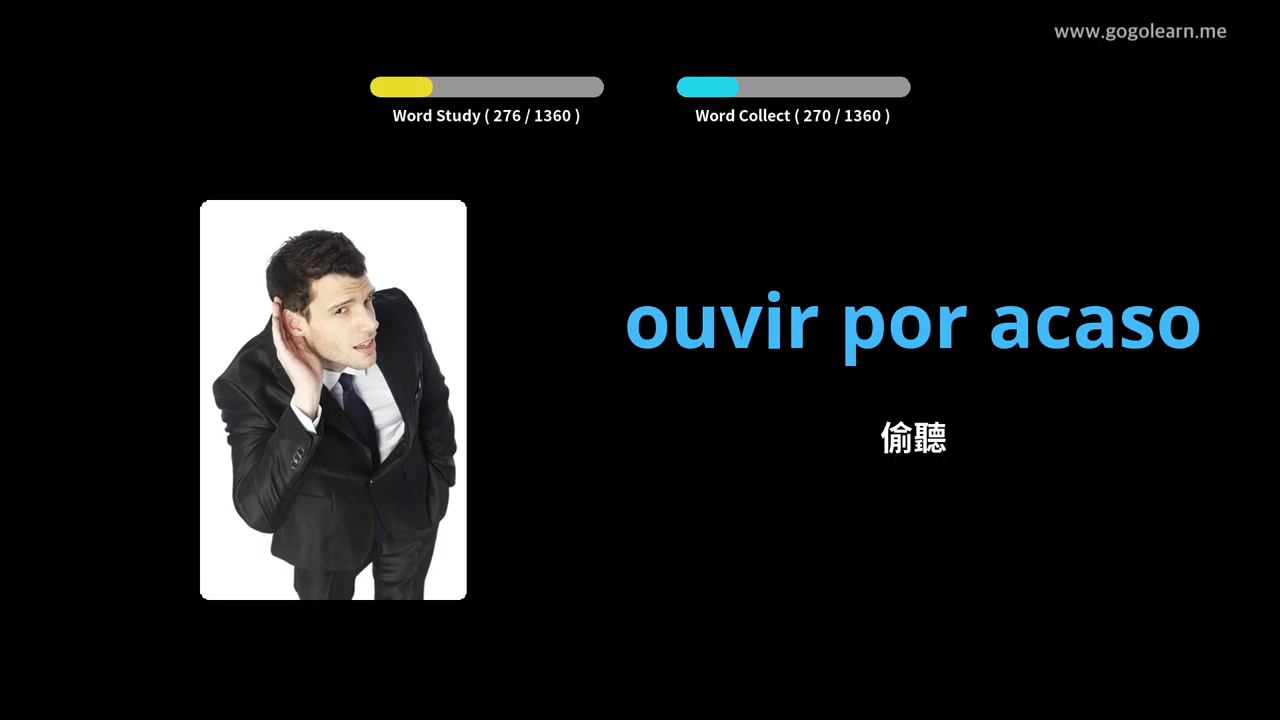 www.gogolearn.me
Word Study ( 276 / 1360 )
Word Collect ( 270 / 1360 )
ouvir por acaso
偷聽